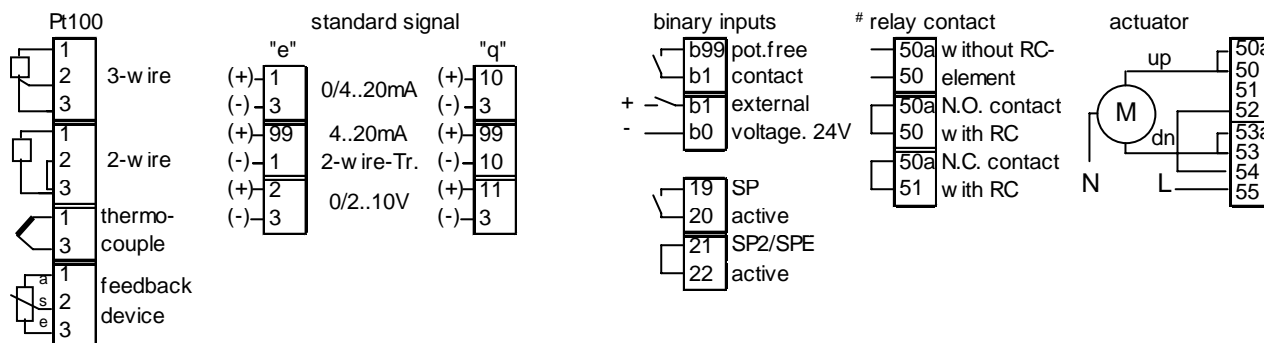 Pt100
1
2
3
3-wire
1
2
3
2-wire
1
3
thermo-
couple
a
s
e
1
2
3
feedback
device
standard signal
"e"
"q"
(+) 1
(-) 3
0/4..20mA
(+) 10
(-) 3
(+) 99
(-) 1
4..20mA
2-wire-Tr.
(+) 99
(-) 10
(+) 2
(-) 3
0/2..10V
(+) 11
(-) 3
binary inputs
b99 pot.free
b1 contact
+ b1 external
- b0 voltage. 24V
19 SP
20 active
21 SP2/SPE
22 active
# relay contact
50a without RC-
50 element
50a N.O. contact
50 with RC
50a N.C. contact
51 with RC
actuator
up
M
dn
N
L
50a
50
51
52
53a
53
54
55